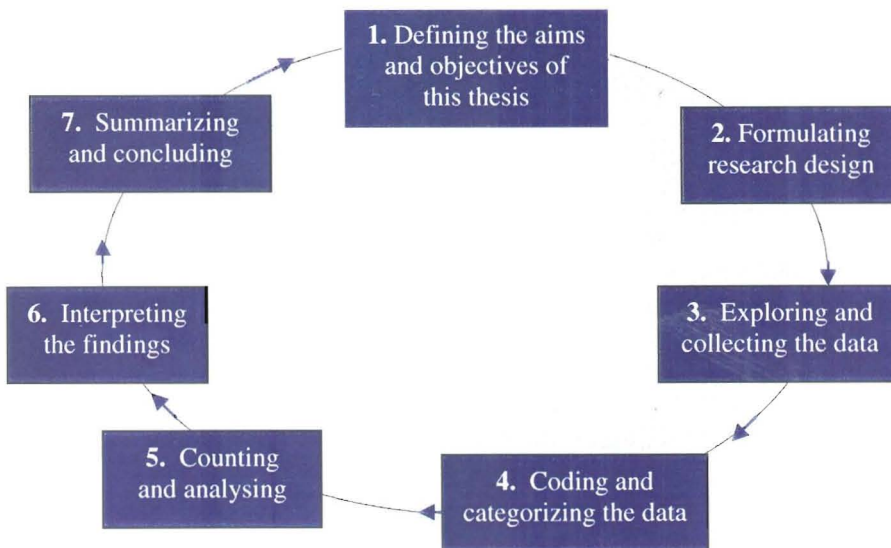 1. Defining the aims
and objectives of
this thesis
2. Formulating
research design
3. Exploring and
collecting the data
4. Coding and
categorizing the data
5. Counting
and analysing
6. Interpreting
the findings
7. Summarizing
and concluding